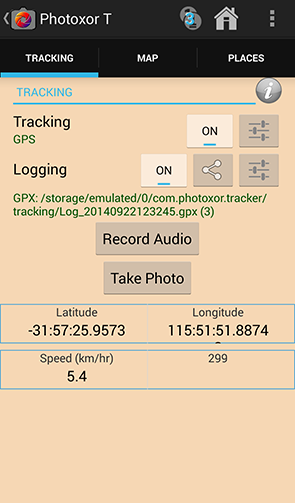 Photoxor T
3
TRACKING MAP PLACES
TRACKING
i
Tracking
ON
GPS
Logging
ON
GPX: /storage/emulated/0/com.photoxor.tracker/
tracking/Log_20140922123245.gpx (3)
Record Audio
Take Photo
Latitude Longitude
-31:57:25.9573 115:51:51.8874
Speed (km/hr) 299
5.4